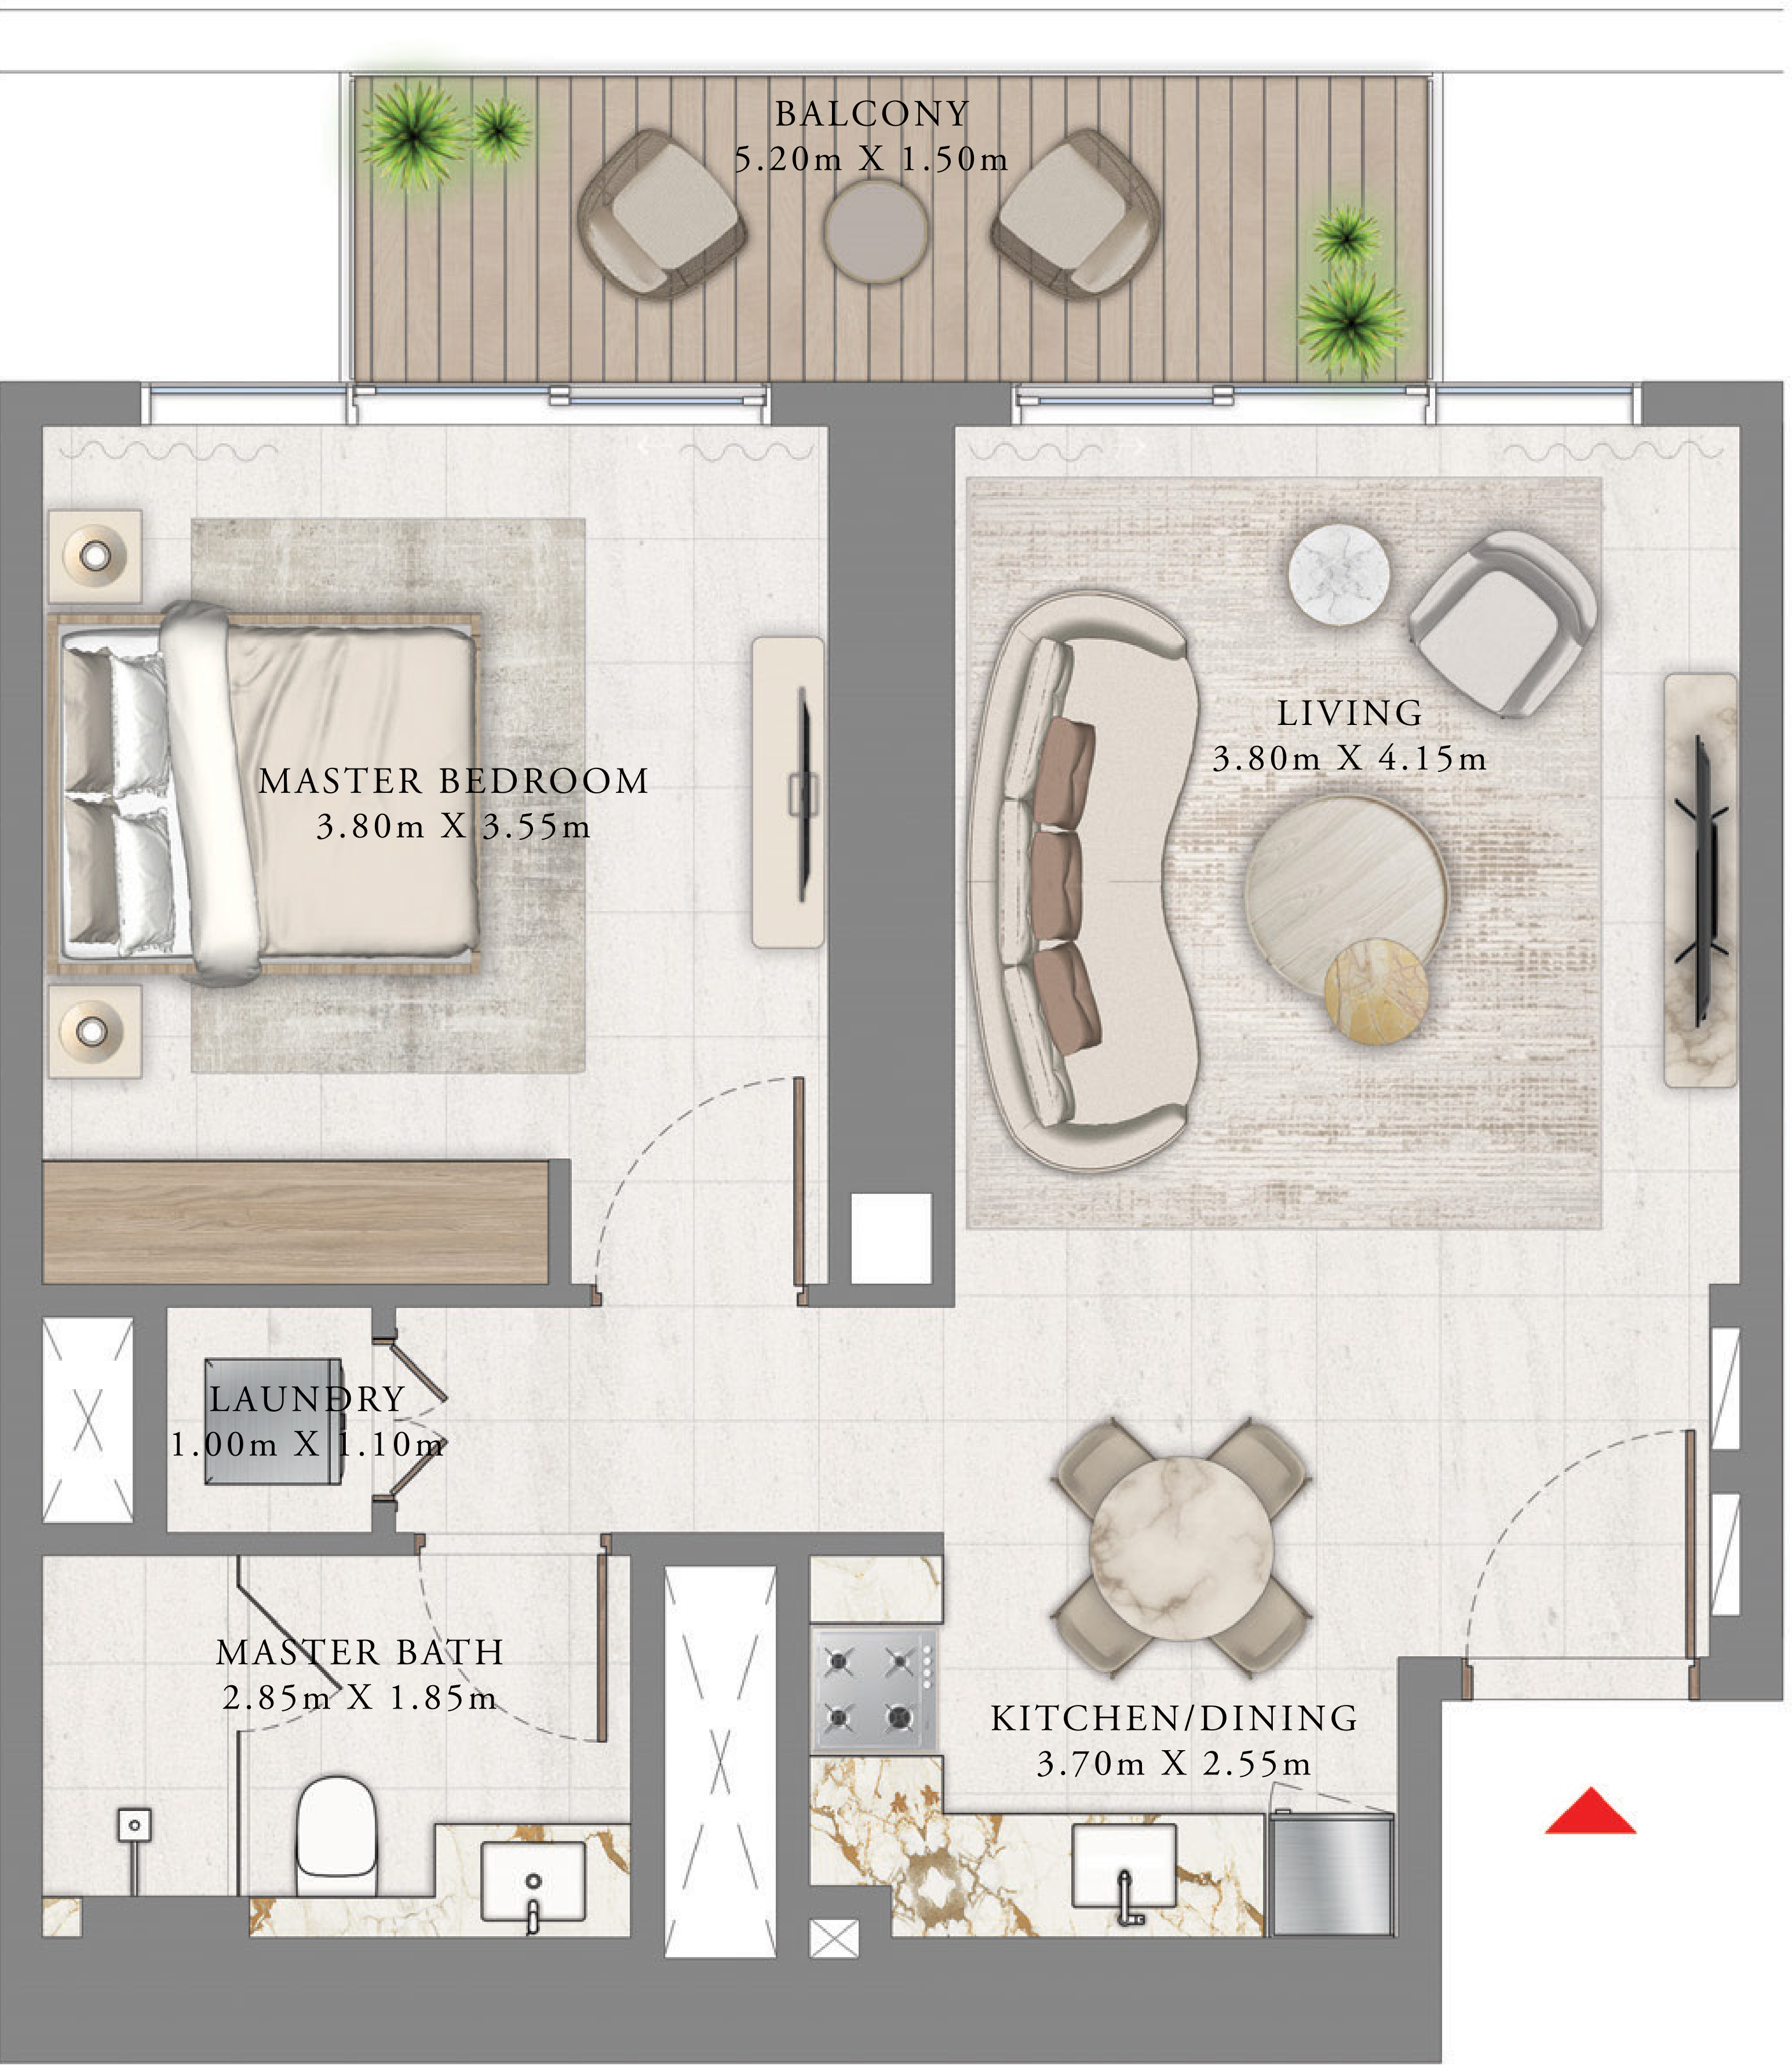 BALCONY
5.20m X 1.50m
LIVING
3.80m X 4.15m
MASTER BEDROOM
3.80m X 3.55m
LAUNDRY
1.00m X 1.10m
MASTER BATH
2.85m X 1.85m
KITCHEN/DINING
3.70m X 2.55m